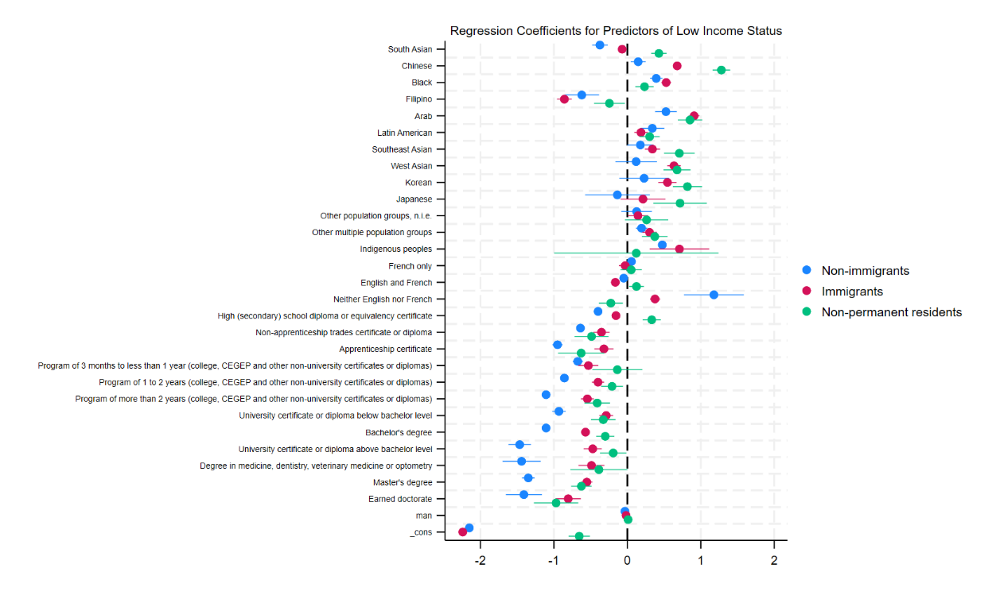 Regression Coefficients for Predictors of Low Income Status
South Asian
Chinese
Black
Filipino
Arab
Latin American
Southeast Asian
West Asian
Korean
Japanese
Other population groups, n.i.e.
Other multiple population groups
Indigenous peoples
French only
English and French
Neither English nor French
High (secondary) school diploma or equivalency certificate
Non-apprenticeship trades certificate or diploma
Apprenticeship certificate
Program of 3 months to less than 1 year (college, CEGEP and other non-university certificates or diplomas)
Program of 1 to 2 years (college, CEGEP and other non-university certificates or diplomas)
Program of more than 2 years (college, CEGEP and other non-university certificates or diplomas)
University certificate or diploma below bachelor level
Bachelor's degree
University certificate or diploma above bachelor level
Degree in medicine, dentistry, veterinary medicine or optometry
Master's degree
Earned doctorate
man
_cons
-2 -1 0 1 2
Non-immigrants
Immigrants
Non-permanent residents